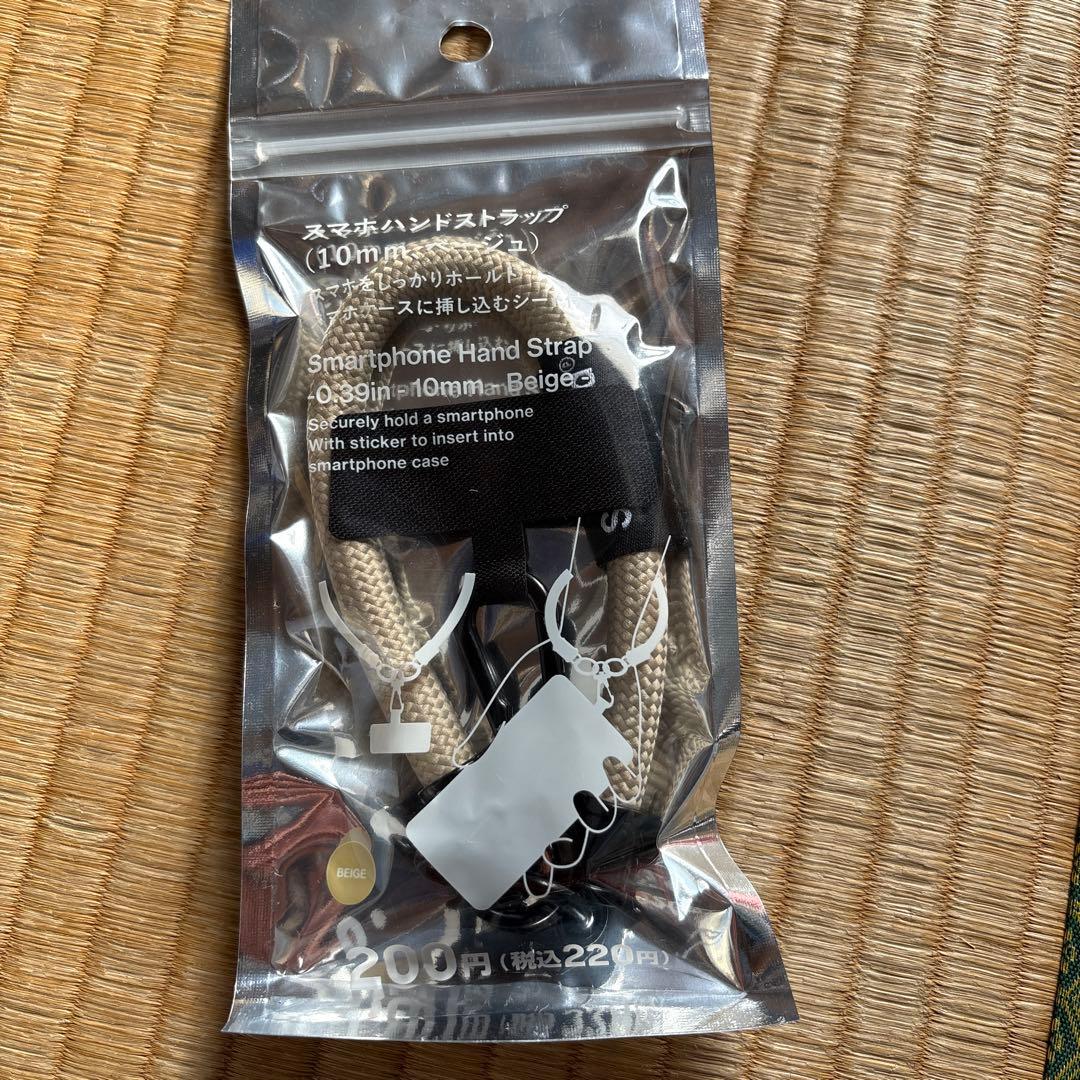 スマホハンドストラップ
(10mm、ベージュ)
スマホをしっかりホールド
スマホケースに挿し込むシート
Smartphone Hand Strap
-0.39in - 10mm - Beige -
Securely hold a smartphone
With sticker to insert into
smartphone case
S
BEIGE
200円(税込220円)